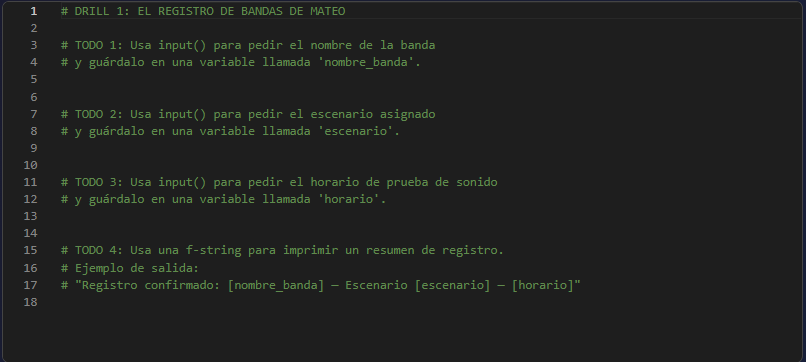 1 # DRILL 1: EL REGISTRO DE BANDAS DE MATEO
2
3 # TODO 1: Usa input() para pedir el nombre de la banda
4 # y guárdalo en una variable llamada 'nombre_banda'.
5
6
7 # TODO 2: Usa input() para pedir el escenario asignado
8 # y guárdalo en una variable llamada 'escenario'.
9
10
11 # TODO 3: Usa input() para pedir el horario de prueba de sonido
12 # y guárdalo en una variable llamada 'horario'.
13
14
15 # TODO 4: Usa una f-string para imprimir un resumen de registro.
16 # Ejemplo de salida:
17 # "Registro confirmado: [nombre_banda] — Escenario [escenario] — [horario]"
18